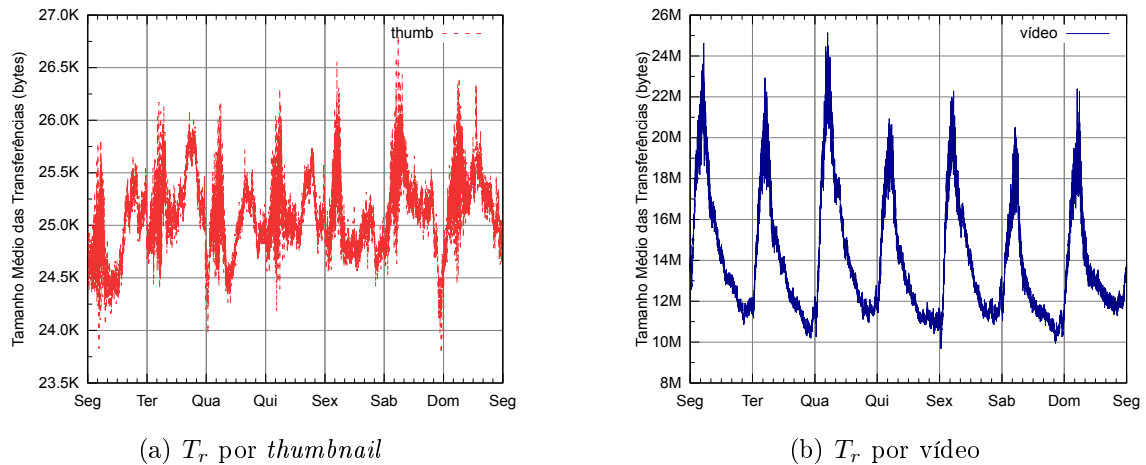 27.0K
26.5K
26.0K
25.5K
25.0K
24.5K
24.0K
23.5K
Tamanho Médio das Transferências (bytes)
thumb
Seg Ter Qua Qui Sex Sab Dom Seg
(a) T_r por thumbnail
26M
24M
22M
20M
18M
16M
14M
12M
10M
8M
Tamanho Médio das Transferências (bytes)
vídeo
Seg Ter Qua Qui Sex Sab Dom Seg
(b) T_r por vídeo